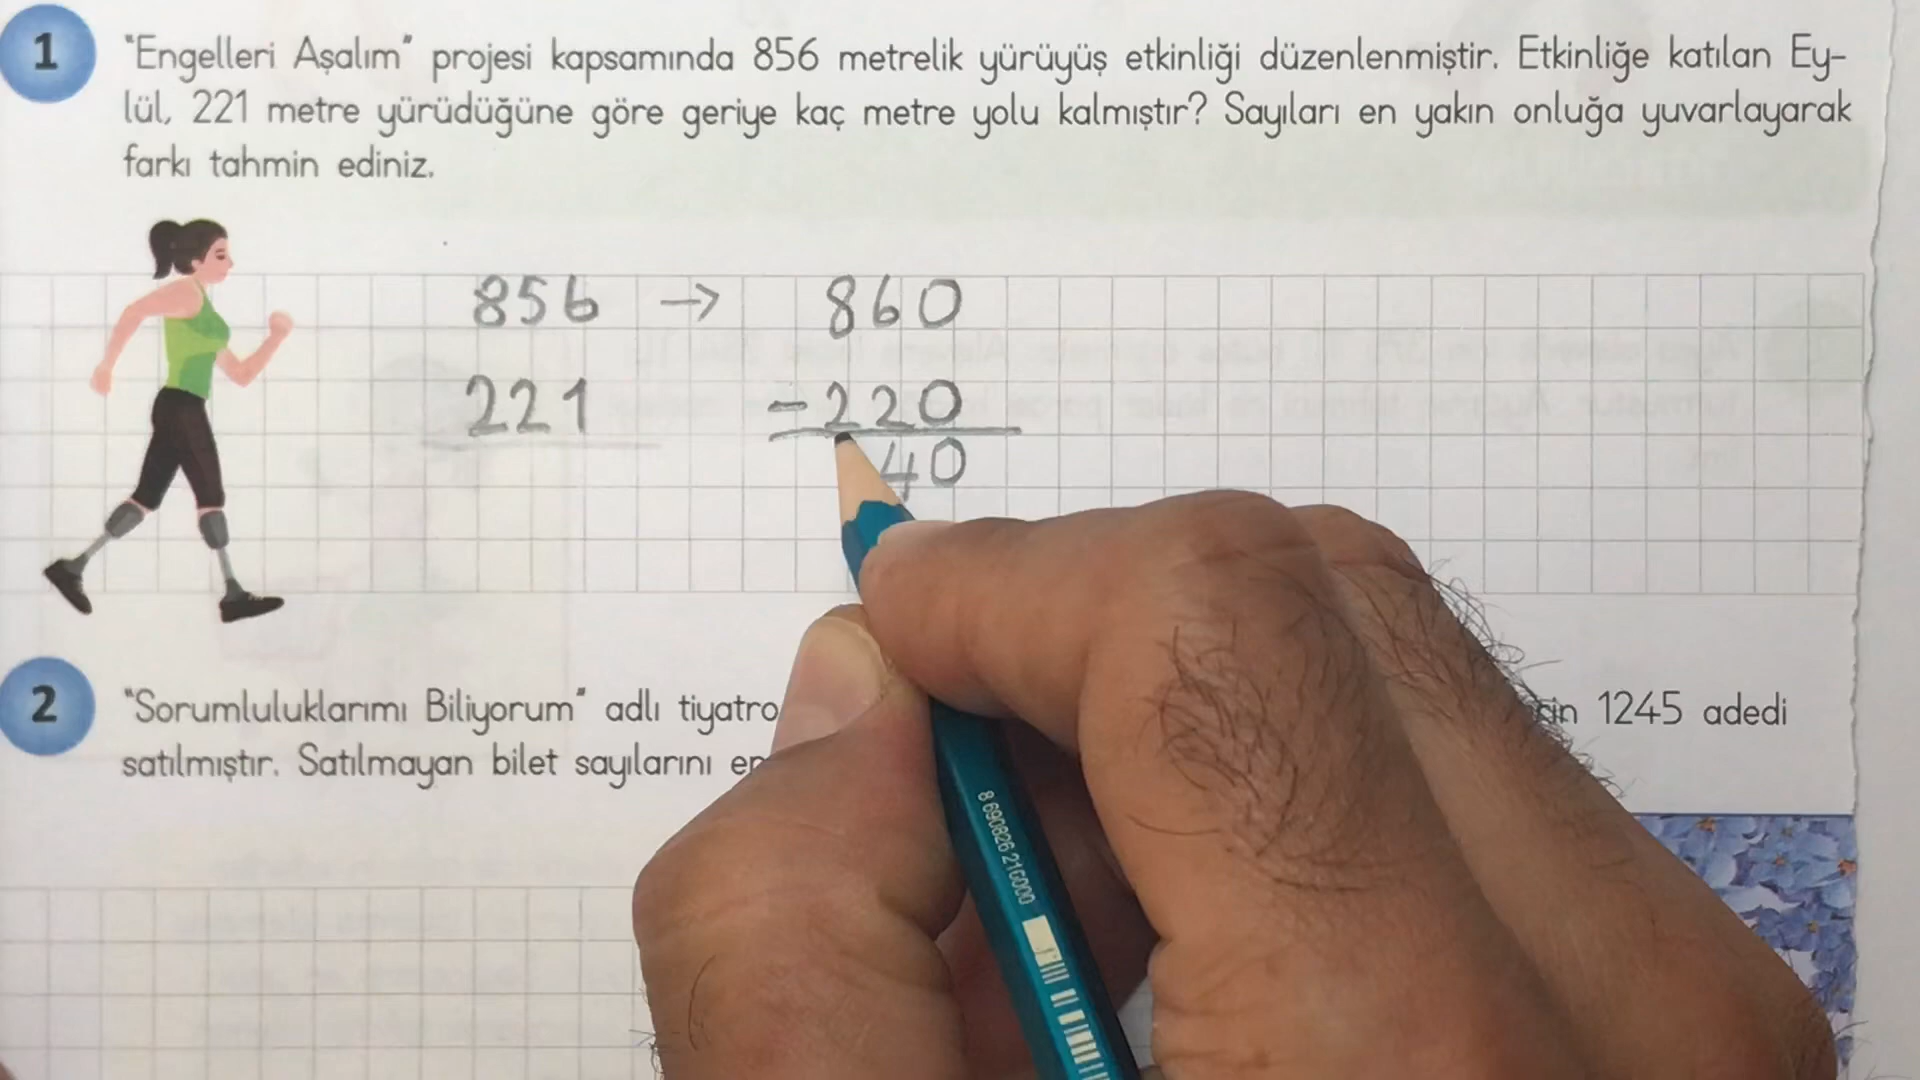 1
"Engelleri Aşalım" projesi kapsamında 856 metrelik yürüyüş etkinliği düzenlenmiştir. Etkinliğe katılan Ey-
lül, 221 metre yürüdüğüne göre geriye kaç metre yolu kalmıştır? Sayıları en yakın onluğa yuvarlayarak
farkı tahmin ediniz.
856 → 860
221 -220
40
2
"Sorumluluklarımı Biliyorum" adlı tiyatro 1245 adedi
satılmıştır. Satılmayan bilet sayılarını
8 690826 216000